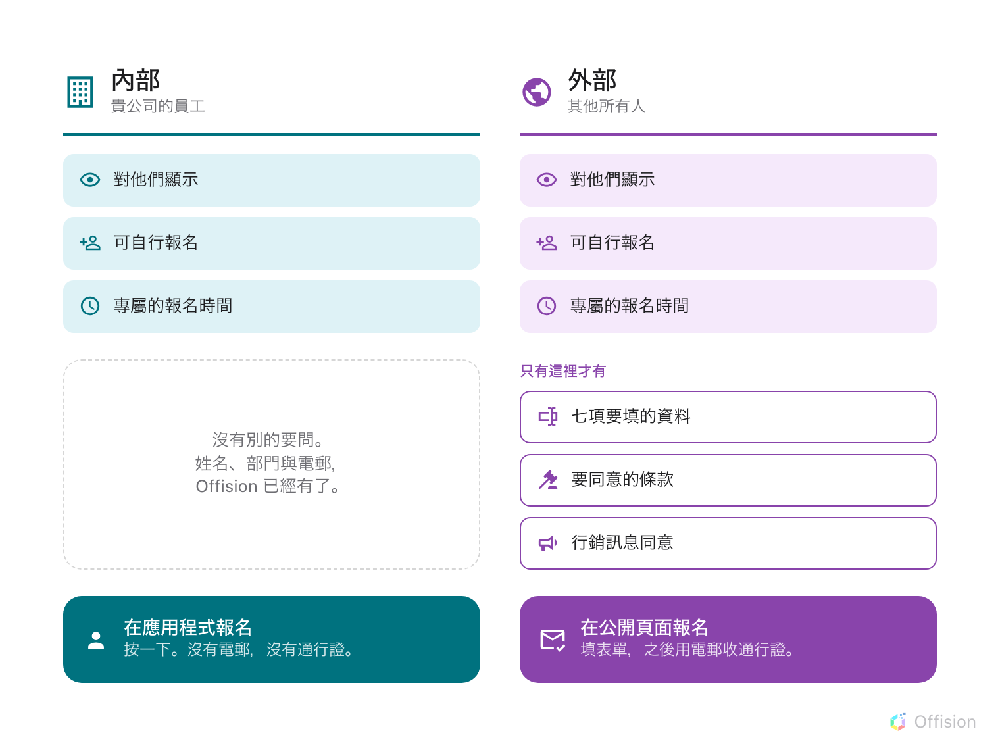 內部
貴公司的員工
對他們顯示
可自行報名
專屬的報名時間
沒有別的要問。
姓名、部門與電郵,
Offision 已經有了。
在應用程式報名
按一下。沒有電郵, 沒有通行證。
外部
其他所有人
對他們顯示
可自行報名
專屬的報名時間
只有這裡才有
七項要填的資料
要同意的條款
行銷訊息同意
在公開頁面報名
填表單, 之後用電郵收通行證。
Offision